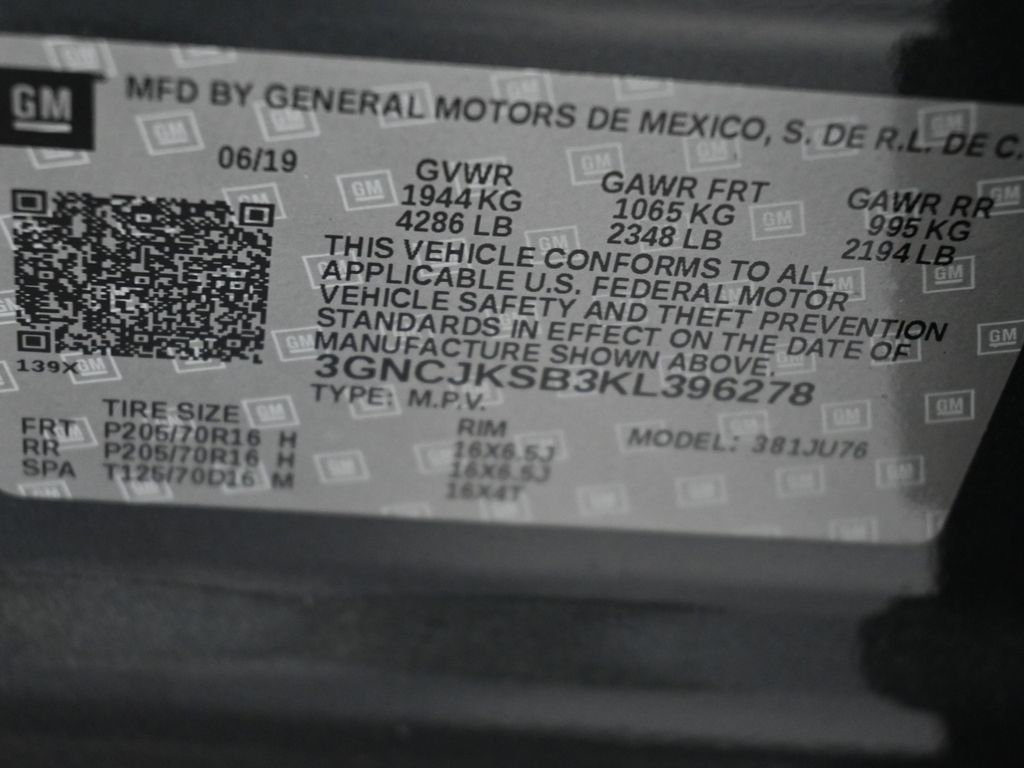 GM
MFD BY GENERAL MOTORS DE MEXICO, S. DE R.L. DE C.
06/19
GVWR
1944 KG
4286 LB
GAWR FRT
1065 KG
2348 LB
GAWR RR
995 KG
2194 LB
THIS VEHICLE CONFORMS TO ALL
APPLICABLE U.S. FEDERAL MOTOR
VEHICLE SAFETY AND THEFT PREVENTION
STANDARDS IN EFFECT ON THE DATE OF
MANUFACTURE SHOWN ABOVE.
139X
3GNCJKSB3KL396278
TYPE: M.P.V.
TIRE SIZE
RIM
MODEL: 381JU76
FRT P205/70R16 H 16X6.5J
RR P205/70R16 H 16X6.5J
SPA T125/70D16 M 16X4T